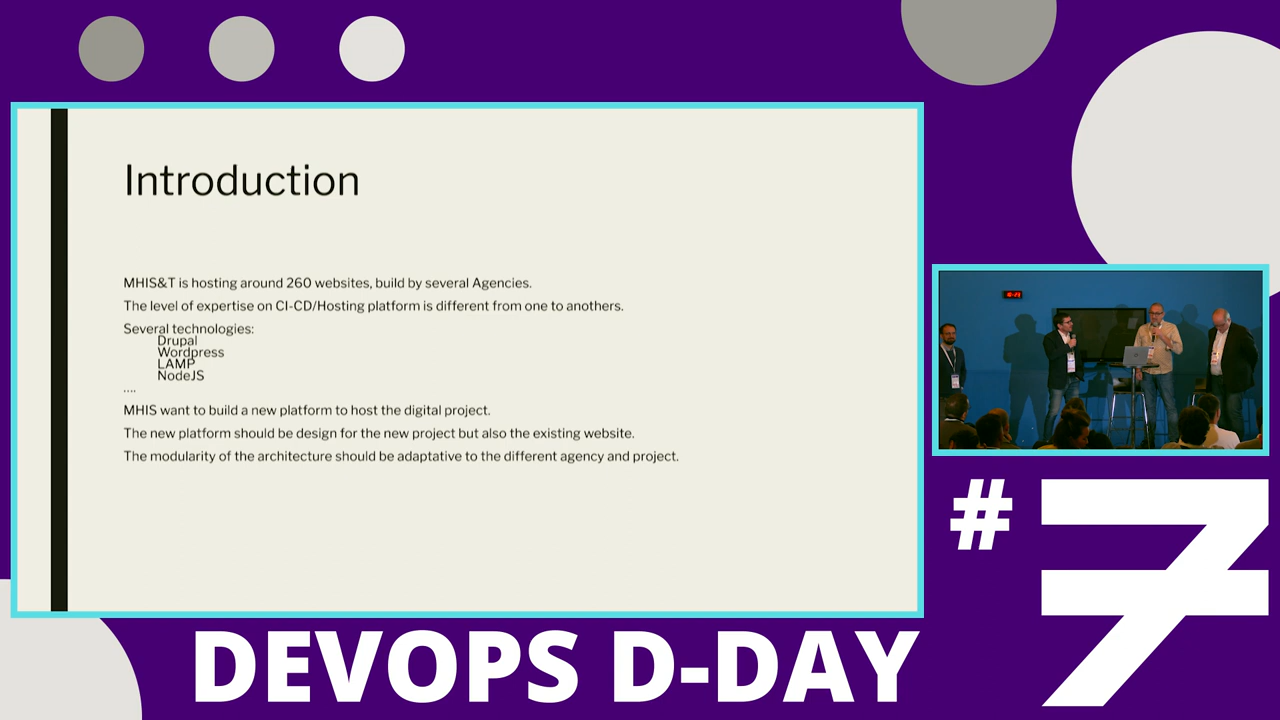 Introduction
MHIS&T is hosting around 260 websites, build by several Agencies.
The level of expertise on CI-CD/Hosting platform is different from one to anothers.
Several technologies:
Drupal
Wordpress
LAMP
NodeJS
....
MHIS want to build a new platform to host the digital project.
The new platform should be design for the new project but also the existing website.
The modularity of the architecture should be adaptative to the different agency and project.
#7
DEVOPS D-DAY